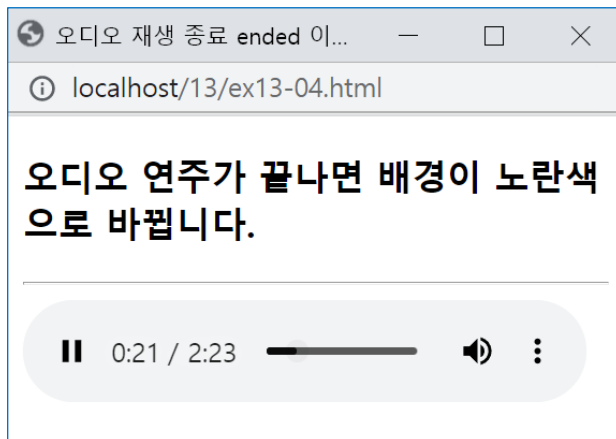 오디오 재생 종료 ended 이...
localhost/13/ex13-04.html
오디오 연주가 끝나면 배경이 노란색
으로 바뀝니다.
0:21 / 2:23